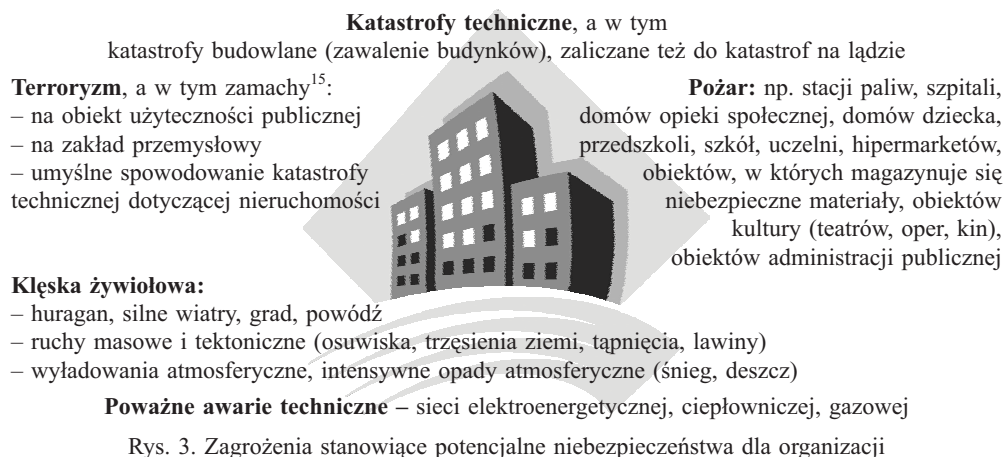 Katastrofy techniczne, a w tym
katastrofy budowlane (zawalenie budynków), zaliczane też do katastrof na lądzie
Terroryzm, a w tym zamachy15:
– na obiekt użyteczności publicznej
– na zakład przemysłowy
– umyślne spowodowanie katastrofy
technicznej dotyczącej nieruchomości
Pożar: np. stacji paliw, szpitali,
domów opieki społecznej, domów dziecka,
przedszkoli, szkół, uczelni, hipermarketów,
obiektów, w których magazynuje się
niebezpieczne materiały, obiektów
kultury (teatrów, oper, kin),
obiektów administracji publicznej
Klęska żywiołowa:
– huragan, silne wiatry, grad, powódź
– ruchy masowe i tektoniczne (osuwiska, trzęsienia ziemi, tąpnięcia, lawiny)
– wyładowania atmosferyczne, intensywne opady atmosferyczne (śnieg, deszcz)
Poważne awarie techniczne – sieci elektroenergetycznej, ciepłowniczej, gazowej
Rys. 3. Zagrożenia stanowiące potencjalne niebezpieczeństwa dla organizacji